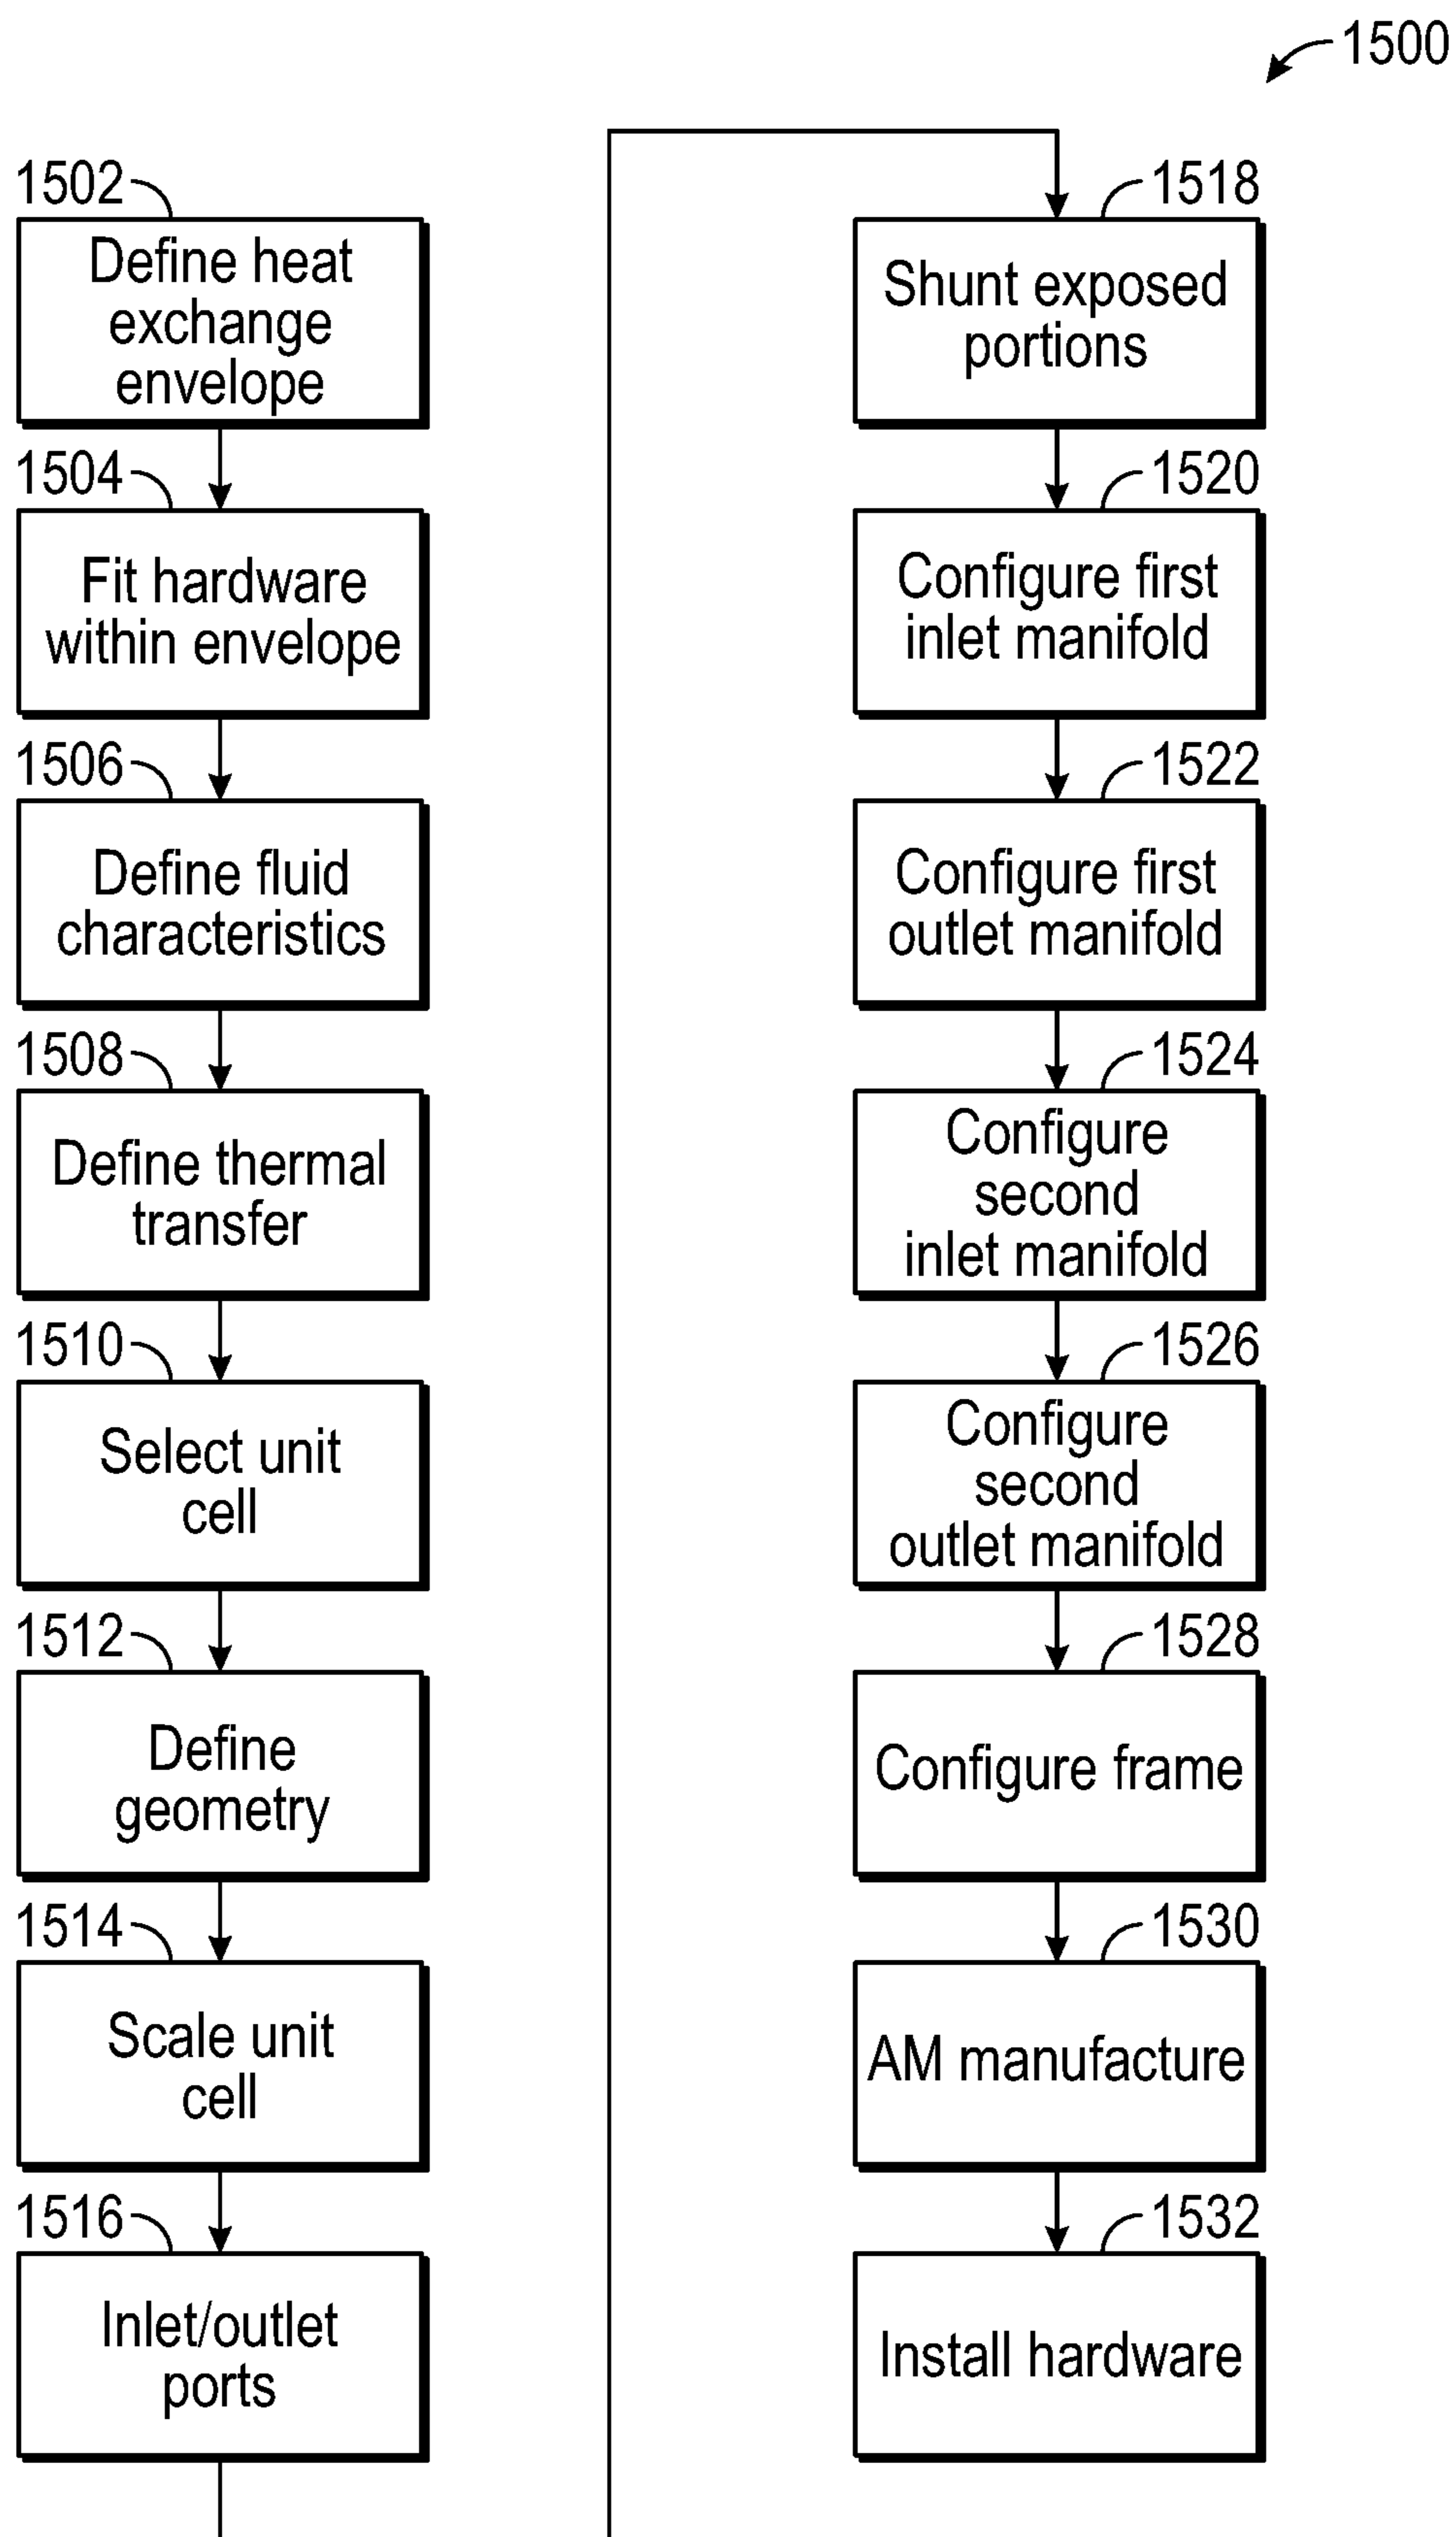 1500
1502
Define heat
exchange
envelope
1504
Fit hardware
within envelope
1506
Define fluid
characteristics
1508
Define thermal
transfer
1510
Select unit
cell
1512
Define
geometry
1514
Scale unit
cell
1516
Inlet/outlet
ports
1518
Shunt exposed
portions
1520
Configure first
inlet manifold
1522
Configure first
outlet manifold
1524
Configure
second
inlet manifold
1526
Configure
second
outlet manifold
1528
Configure frame
1530
AM manufacture
1532
Install hardware